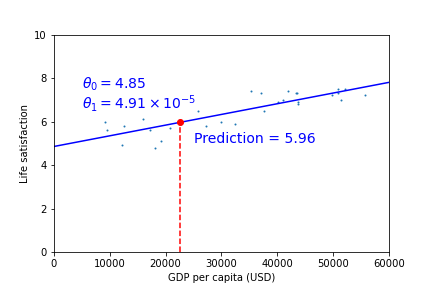 10
8
6
4
2
0
Life satisfaction
θ₀ = 4.85
θ₁ = 4.91 × 10⁻⁵
Prediction = 5.96
0 10000 20000 30000 40000 50000 60000
GDP per capita (USD)